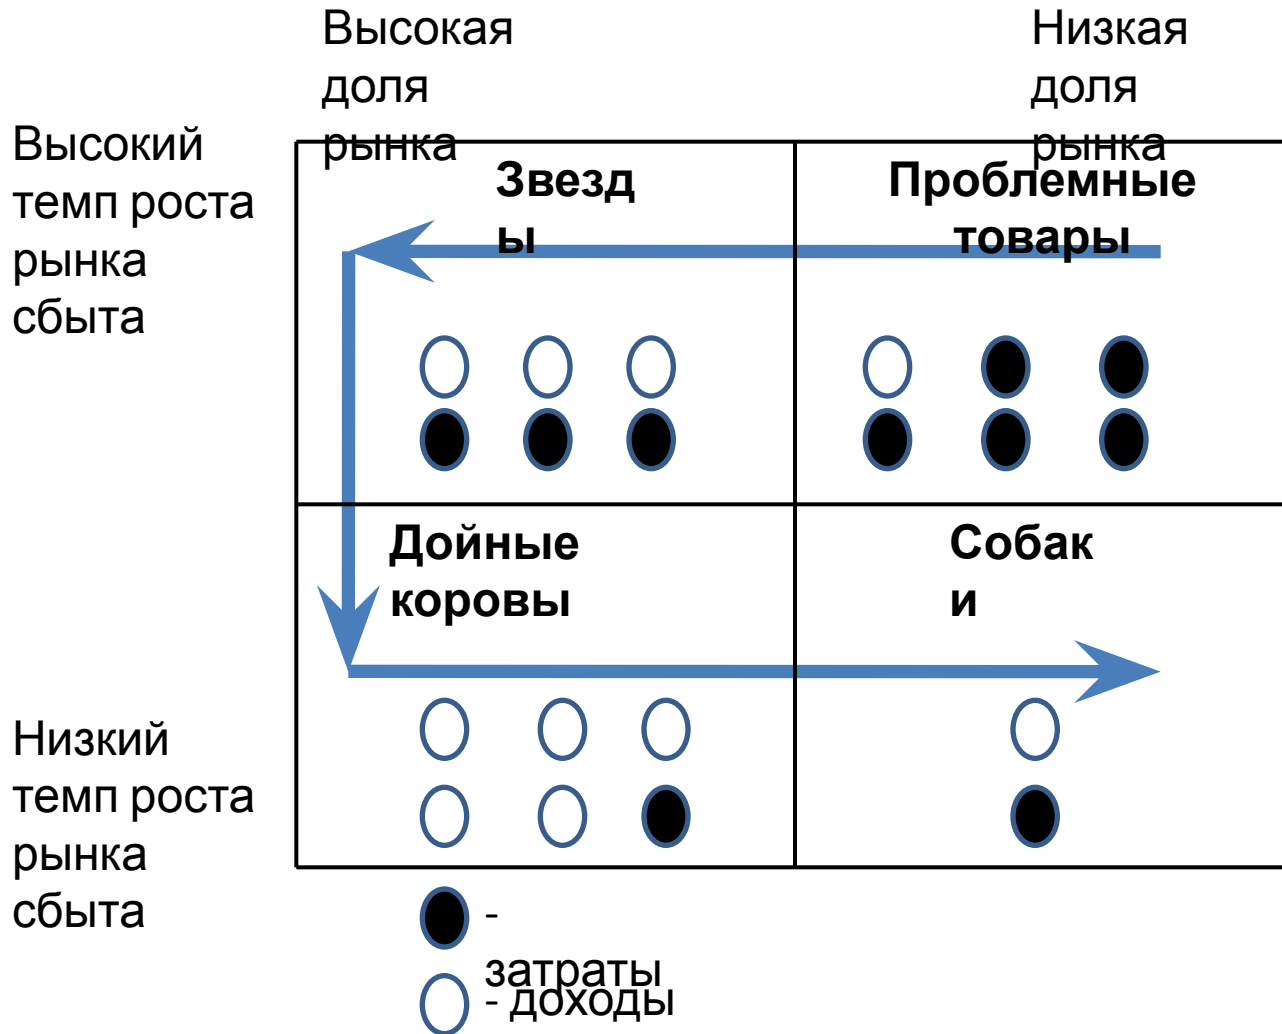 Высокая
доля
рынка
Низкая
доля
рынка
Высокий
темп роста
рынка
сбыта
Звезд
ы
Проблемные
товары
Дойные
коровы
Собак
и
Низкий
темп роста
рынка
сбыта
-
затраты
- доходы